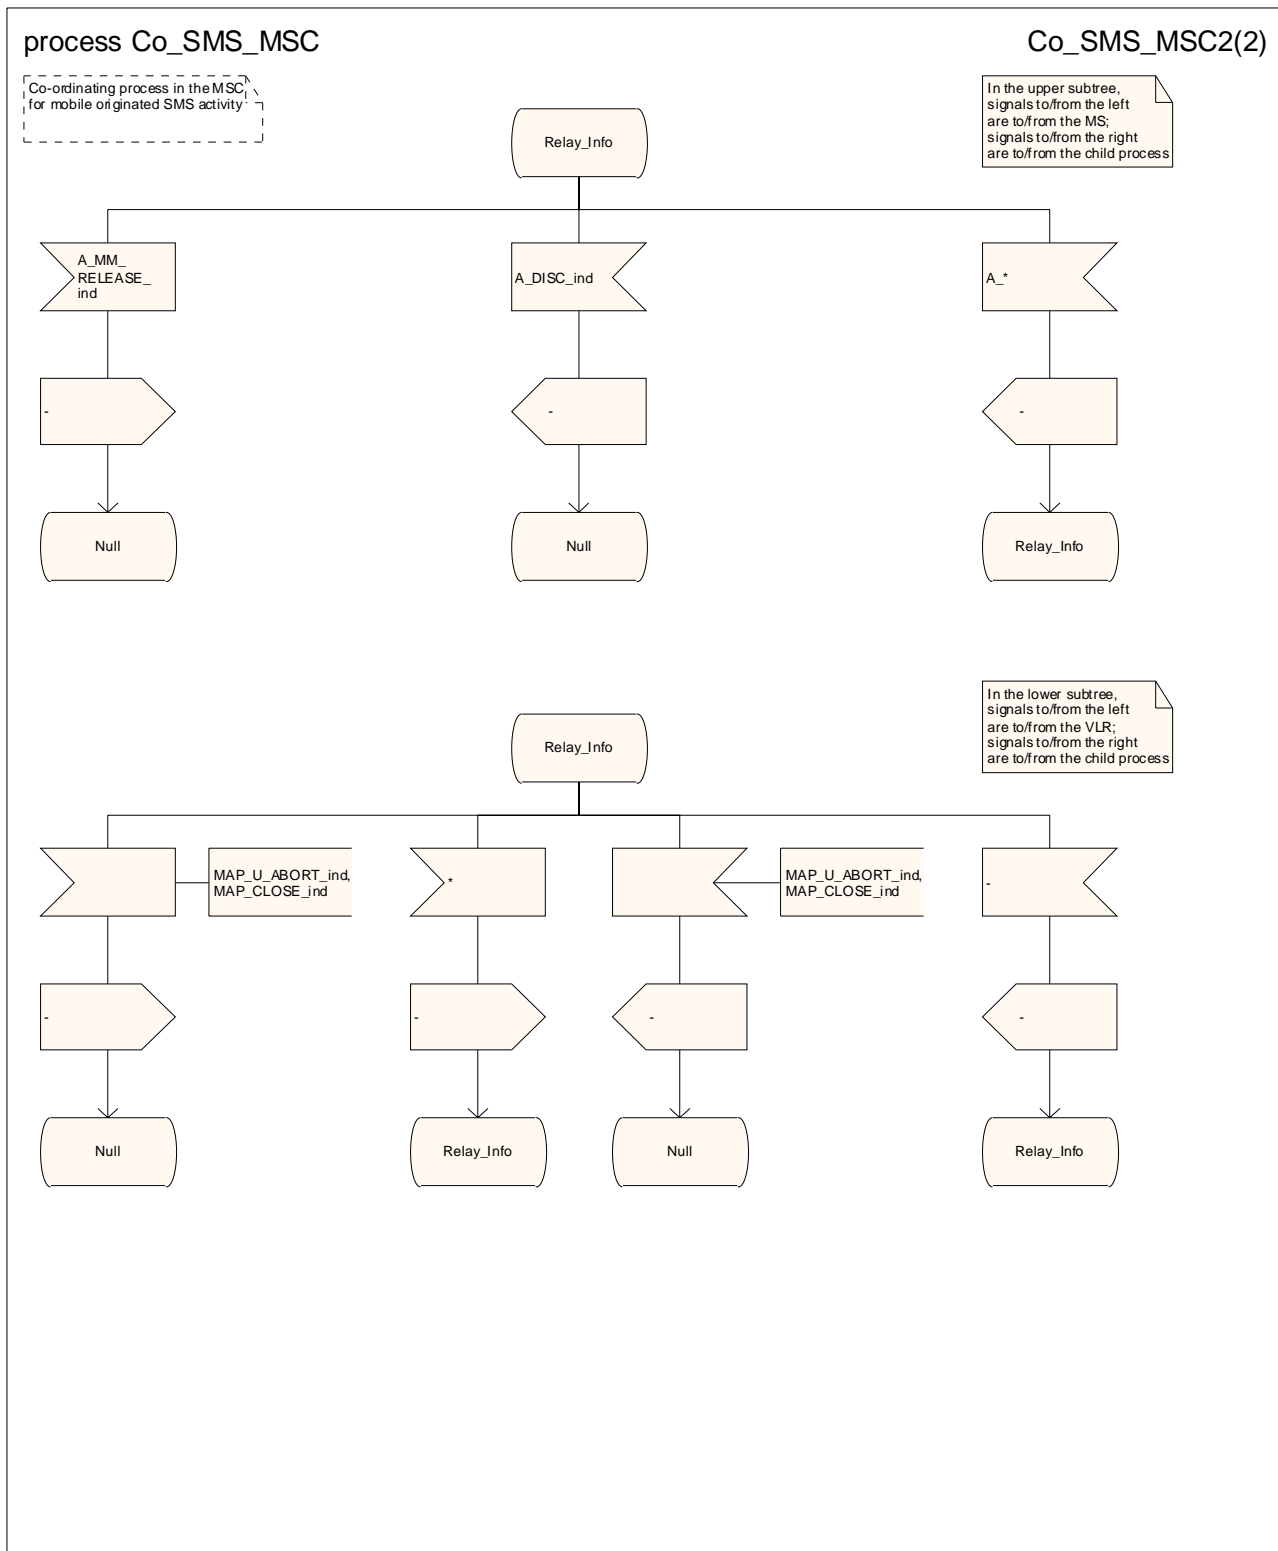 process Co_SMS_MSC
Co_SMS_MSC2(2)
Co-ordinating process in the MSC
for mobile originated SMS activity
In the upper subtree,
signals to/from the left
are to/from the MS;
signals to/from the right
are to/from the child process
Relay_Info
A_MM_
RELEASE_
ind
A_DISC_ind
A_*
-
-
-
Null
Null
Relay_Info
In the lower subtree,
signals to/from the left
are to/from the VLR;
signals to/from the right
are to/from the child process
Relay_Info
MAP_U_ABORT_ind,
MAP_CLOSE_ind
*
MAP_U_ABORT_ind,
MAP_CLOSE_ind
-
-
-
-
-
Null
Relay_Info
Null
Relay_Info